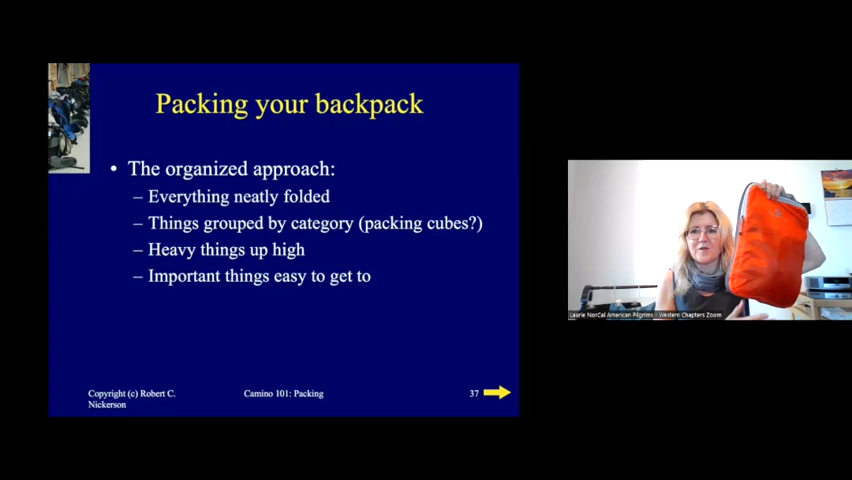 Packing your backpack
• The organized approach:
– Everything neatly folded
– Things grouped by category (packing cubes?)
– Heavy things up high
– Important things easy to get to
Copyright (c) Robert C.
Nickerson
Camino 101: Packing
37
Laurie NorCal American Pilgrims - Western Chapters Zoom